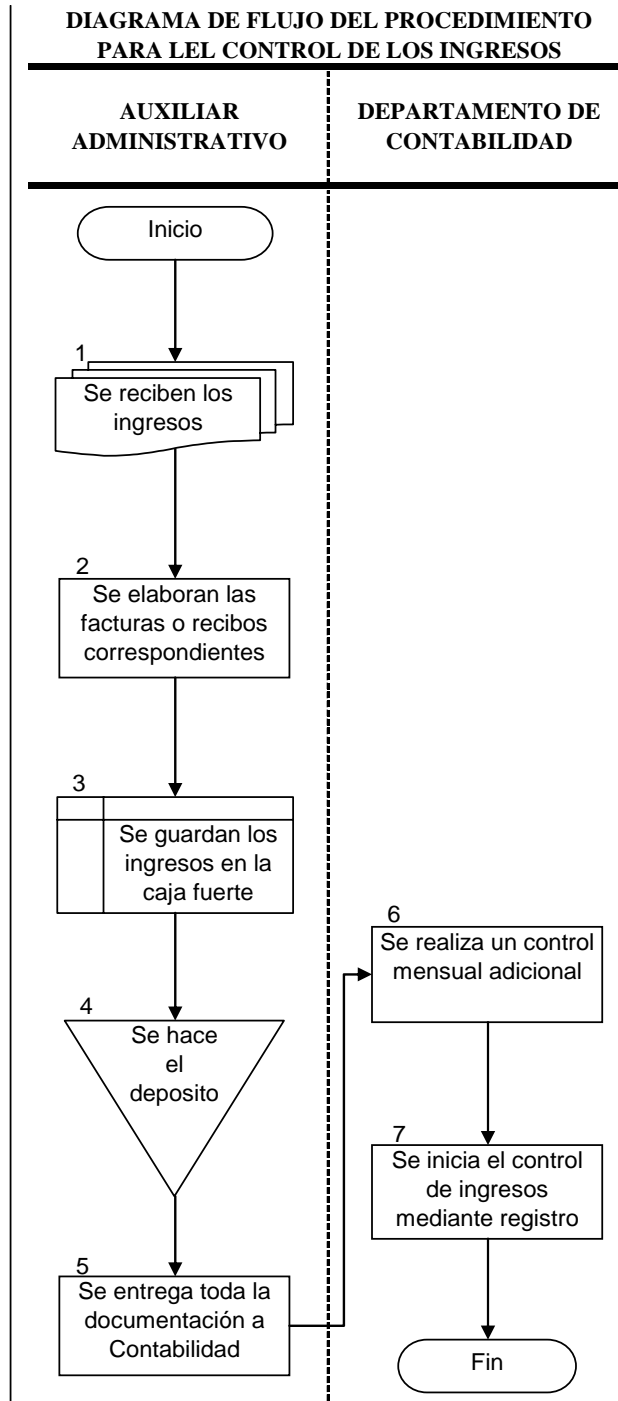 DIAGRAMA DE FLUJO DEL PROCEDIMIENTO
PARA LEL CONTROL DE LOS INGRESOS
AUXILIAR
ADMINISTRATIVO
DEPARTAMENTO DE
CONTABILIDAD
Inicio
1
Se reciben los
ingresos
2
Se elaboran las
facturas o recibos
correspondientes
3
Se guardan los
ingresos en la
caja fuerte
4
Se hace
el
deposito
5
Se entrega toda la
documentación a
Contabilidad
6
Se realiza un control
mensual adicional
7
Se inicia el control
de ingresos
mediante registro
Fin